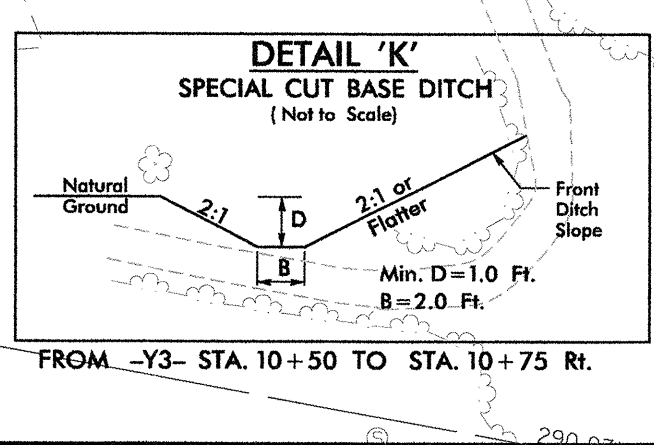 DETAIL 'K'
SPECIAL CUT BASE DITCH
(Not to Scale)
Natural
Ground
2:1
D
2:1 or
Flatter
B
Front
Ditch
Slope
Min. D=1.0 Ft.
B=2.0 Ft.
FROM -Y3- STA. 10+50 TO STA. 10+75 Rt.
S